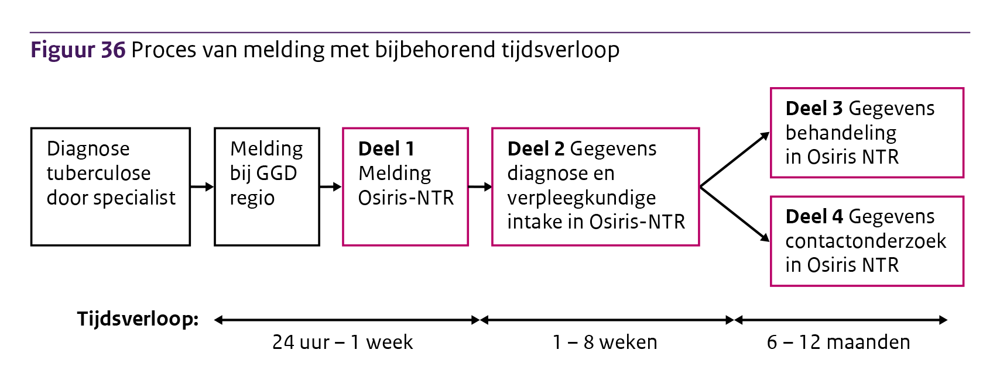 Figuur 36 Proces van melding met bijbehorend tijdsverloop
Diagnose
tuberculose
door specialist
Melding
bij GGD
regio
Deel 1
Melding
Osiris-NTR
Deel 2 Gegevens
diagnose en
verpleegkundige
intake in Osiris-NTR
Deel 3 Gegevens
behandeling
in Osiris NTR
Deel 4 Gegevens
contactonderzoek
in Osiris NTR
Tijdsverloop:
24 uur – 1 week
1 – 8 weken
6 – 12 maanden